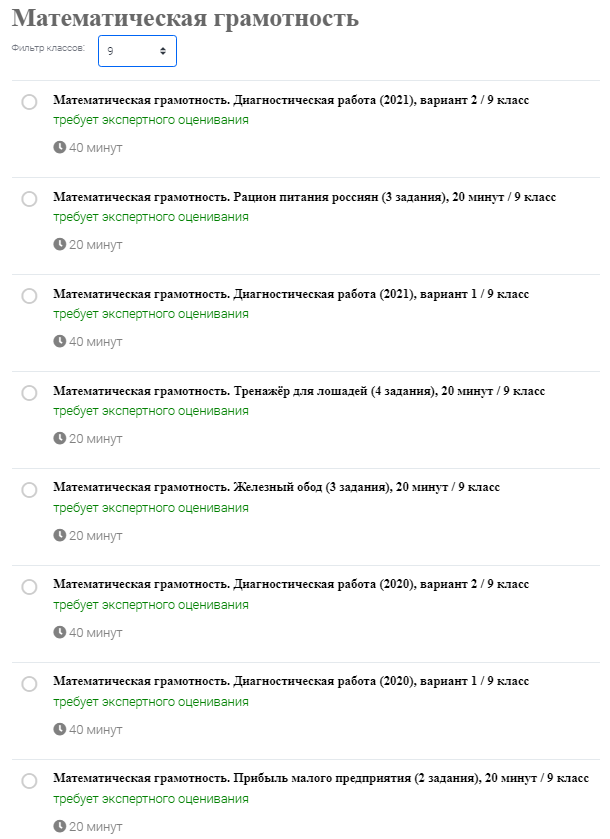 Математическая грамотность
Фильтр классов: 9
Математическая грамотность. Диагностическая работа (2021), вариант 2 / 9 класс
требует экспертного оценивания
40 минут
Математическая грамотность. Рацион питания россиян (3 задания), 20 минут / 9 класс
требует экспертного оценивания
20 минут
Математическая грамотность. Диагностическая работа (2021), вариант 1 / 9 класс
требует экспертного оценивания
40 минут
Математическая грамотность. Тренажёр для лошадей (4 задания), 20 минут / 9 класс
требует экспертного оценивания
20 минут
Математическая грамотность. Железный обод (3 задания), 20 минут / 9 класс
требует экспертного оценивания
20 минут
Математическая грамотность. Диагностическая работа (2020), вариант 2 / 9 класс
требует экспертного оценивания
40 минут
Математическая грамотность. Диагностическая работа (2020), вариант 1 / 9 класс
требует экспертного оценивания
40 минут
Математическая грамотность. Прибыль малого предприятия (2 задания), 20 минут / 9 класс
требует экспертного оценивания
20 минут